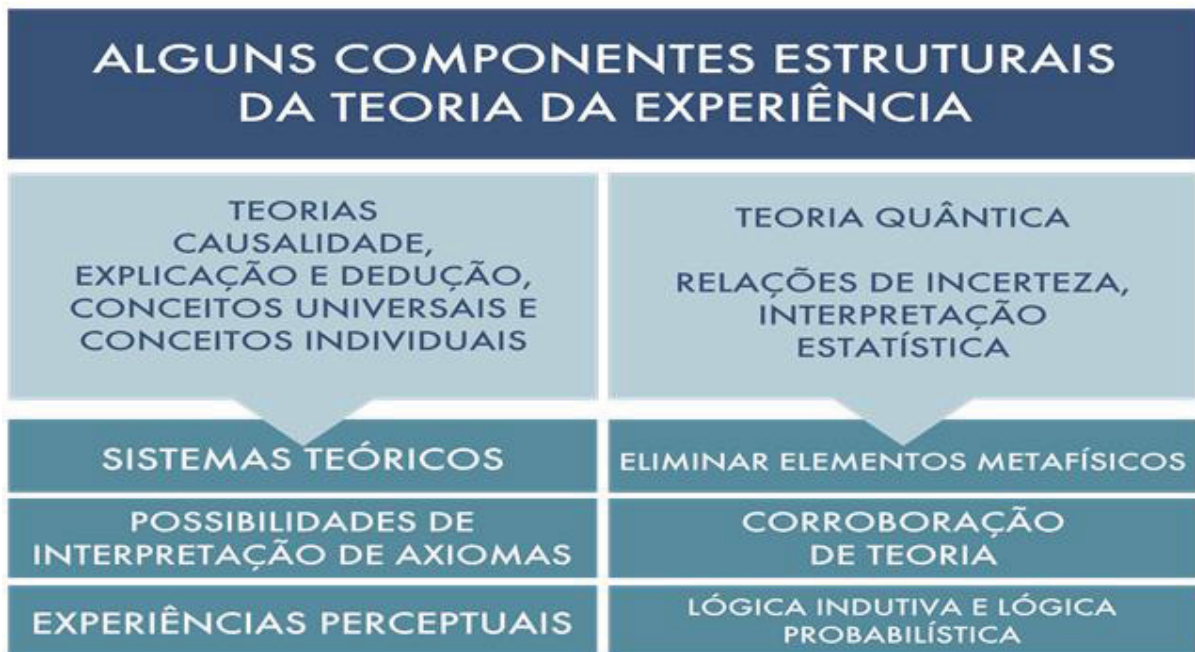 ALGUNS COMPONENTES ESTRUTURAIS
DA TEORIA DA EXPERIÊNCIA
TEORIAS
CAUSALIDADE,
EXPLICAÇÃO E DEDUÇÃO,
CONCEITOS UNIVERSAIS E
CONCEITOS INDIVIDUAIS
SISTEMAS TEÓRICOS
POSSIBILIDADES DE
INTERPRETAÇÃO DE AXIOMAS
EXPERIÊNCIAS PERCEPTUAIS
TEORIA QUÂNTICA
RELAÇÕES DE INCERTEZA,
INTERPRETAÇÃO
ESTATÍSTICA
ELIMINAR ELEMENTOS METAFÍSICOS
CORROBORAÇÃO
DE TEORIA
LÓGICA INDUTIVA E LÓGICA
PROBABILÍSTICA